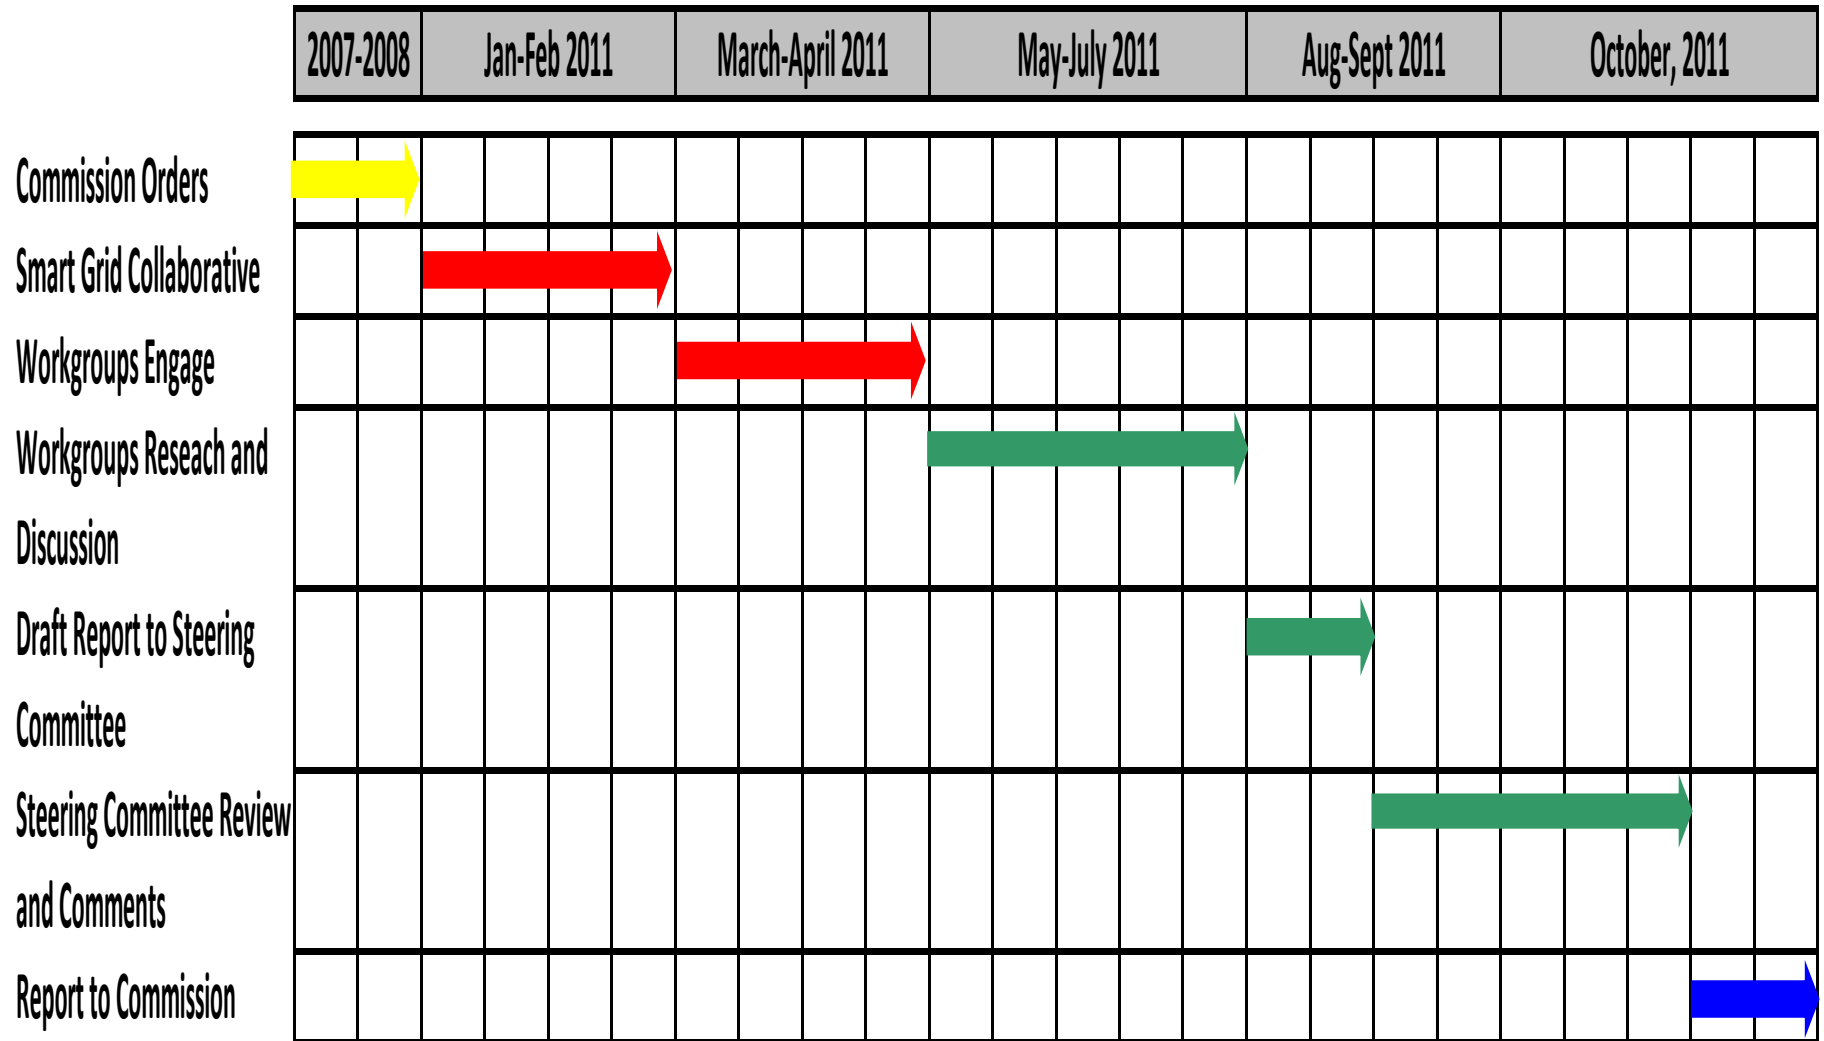 2007-2008 Jan-Feb 2011 March-April 2011 May-July 2011 Aug-Sept 2011 October, 2011
Commission Orders
Smart Grid Collaborative
Workgroups Engage
Workgroups Reseach and
Discussion
Draft Report to Steering
Committee
Steering Committee Review
and Comments
Report to Commission